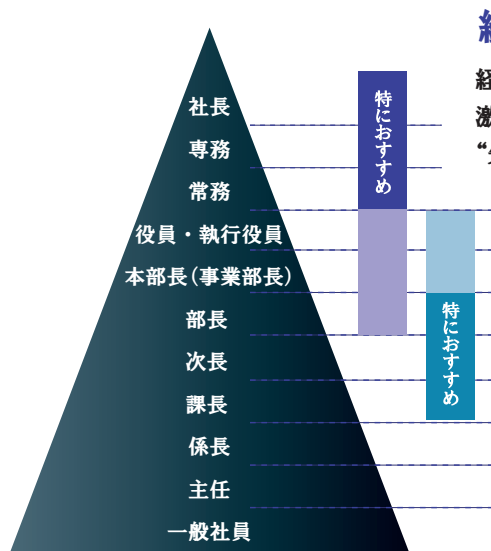 社長
専務
常務
役員・執行役員
本部長(事業部長)
部長
次長
課長
係長
主任
一般社員
特におすすめ
特におすすめ
経
激